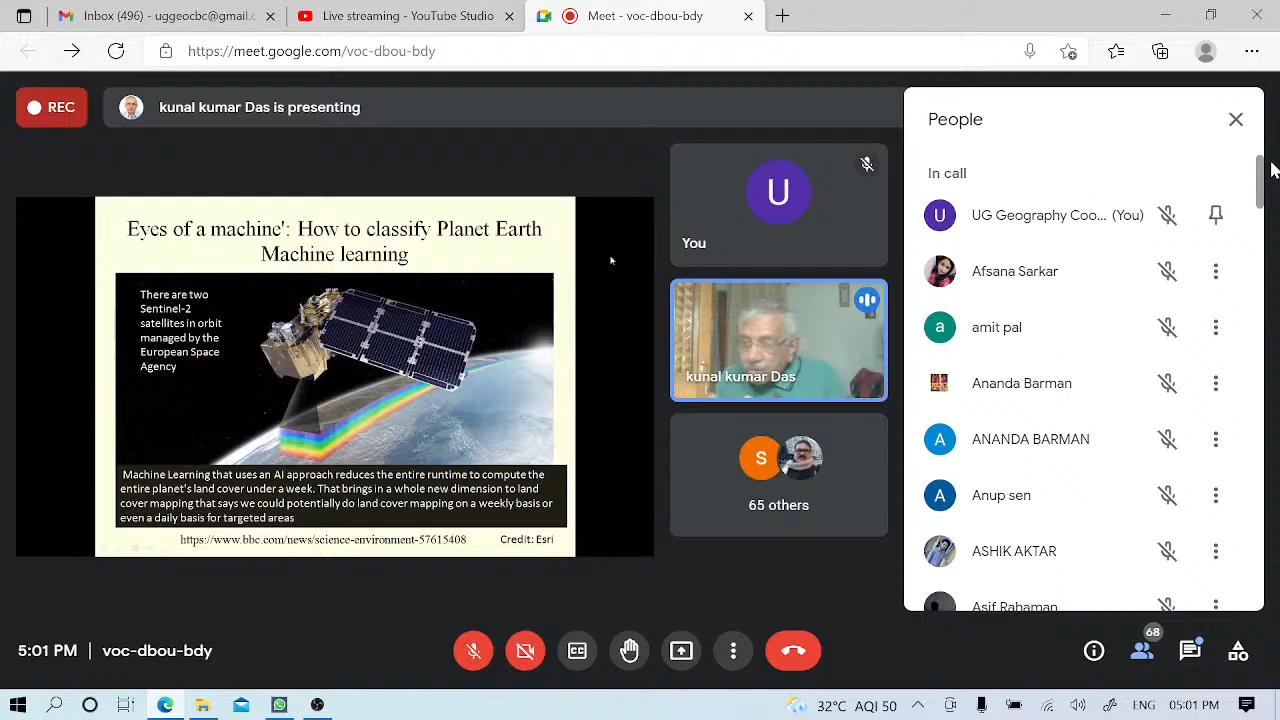 Inbox (496) - uggeocbc@gmail.c
Live streaming - YouTube Studio
Meet - voc-dbou-bdy
https://meet.google.com/voc-dbou-bdy
REC
kunal kumar Das is presenting
Eyes of a machine': How to classify Planet Earth
Machine learning
There are two
Sentinel-2
satellites in orbit
managed by the
European Space
Agency
Machine Learning that uses an AI approach reduces the entire runtime to compute the
entire planet's land cover under a week. That brings in a whole new dimension to land
cover mapping that says we could potentially do land cover mapping on a weekly basis or
even a daily basis for targeted areas
https://www.bbc.com/news/science-environment-57615408
Credit: Esri
U
You
kunal kumar Das
S
65 others
People
In call
U
UG Geography Coo... (You)
Afsana Sarkar
a
amit pal
Ananda Barman
A
ANANDA BARMAN
A
Anup sen
ASHIK AKTAR
Asif Rahaman
5:01 PM | voc-dbou-bdy
CC
68
32°C AQI 50
ENG
05:01 PM